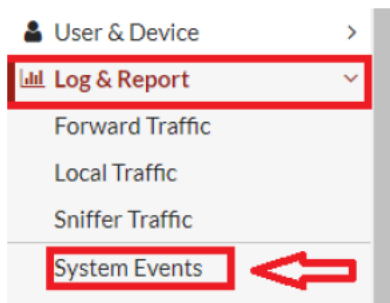 User & Device
Log & Report
Forward Traffic
Local Traffic
Sniffer Traffic
System Events